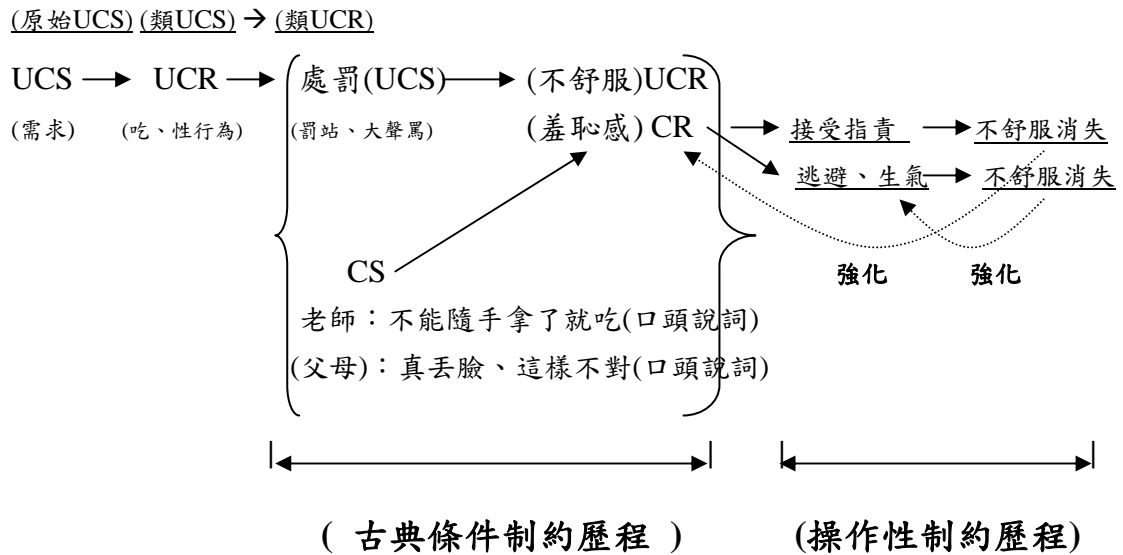 (原始UCS) (類UCS) → (類UCR)
UCS → UCR → 處罰(UCS) → (不舒服)UCR
(需求) (吃、性行為) (罰站、大聲罵) (羞恥感) CR → 接受指責 → 不舒服消失
逃避、生氣 → 不舒服消失
CS 強化 強化
老師：不能隨手拿了就吃(口頭說詞)
(父母)：真丟臉、這樣不對(口頭說詞)
( 古典條件制約歷程 ) (操作性制約歷程)